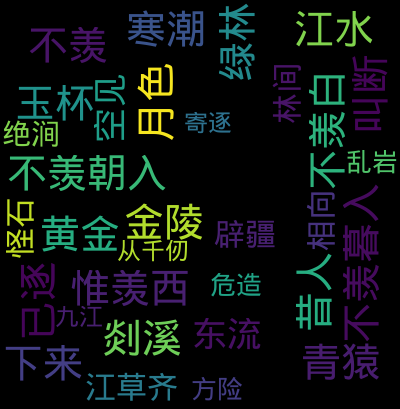 不羡
寒潮
绿林
江水
玉杯
空见
月色
寄逐
林间
不羡白
叫断
绝涧
乱岩
不羡朝入
怪石
黄金
金陵
从千仞
辟疆
相向
不羡暮入
已逐
九江
惟羡西
危造
昔人
剡溪
东流
下来
青猿
江草齐
方险